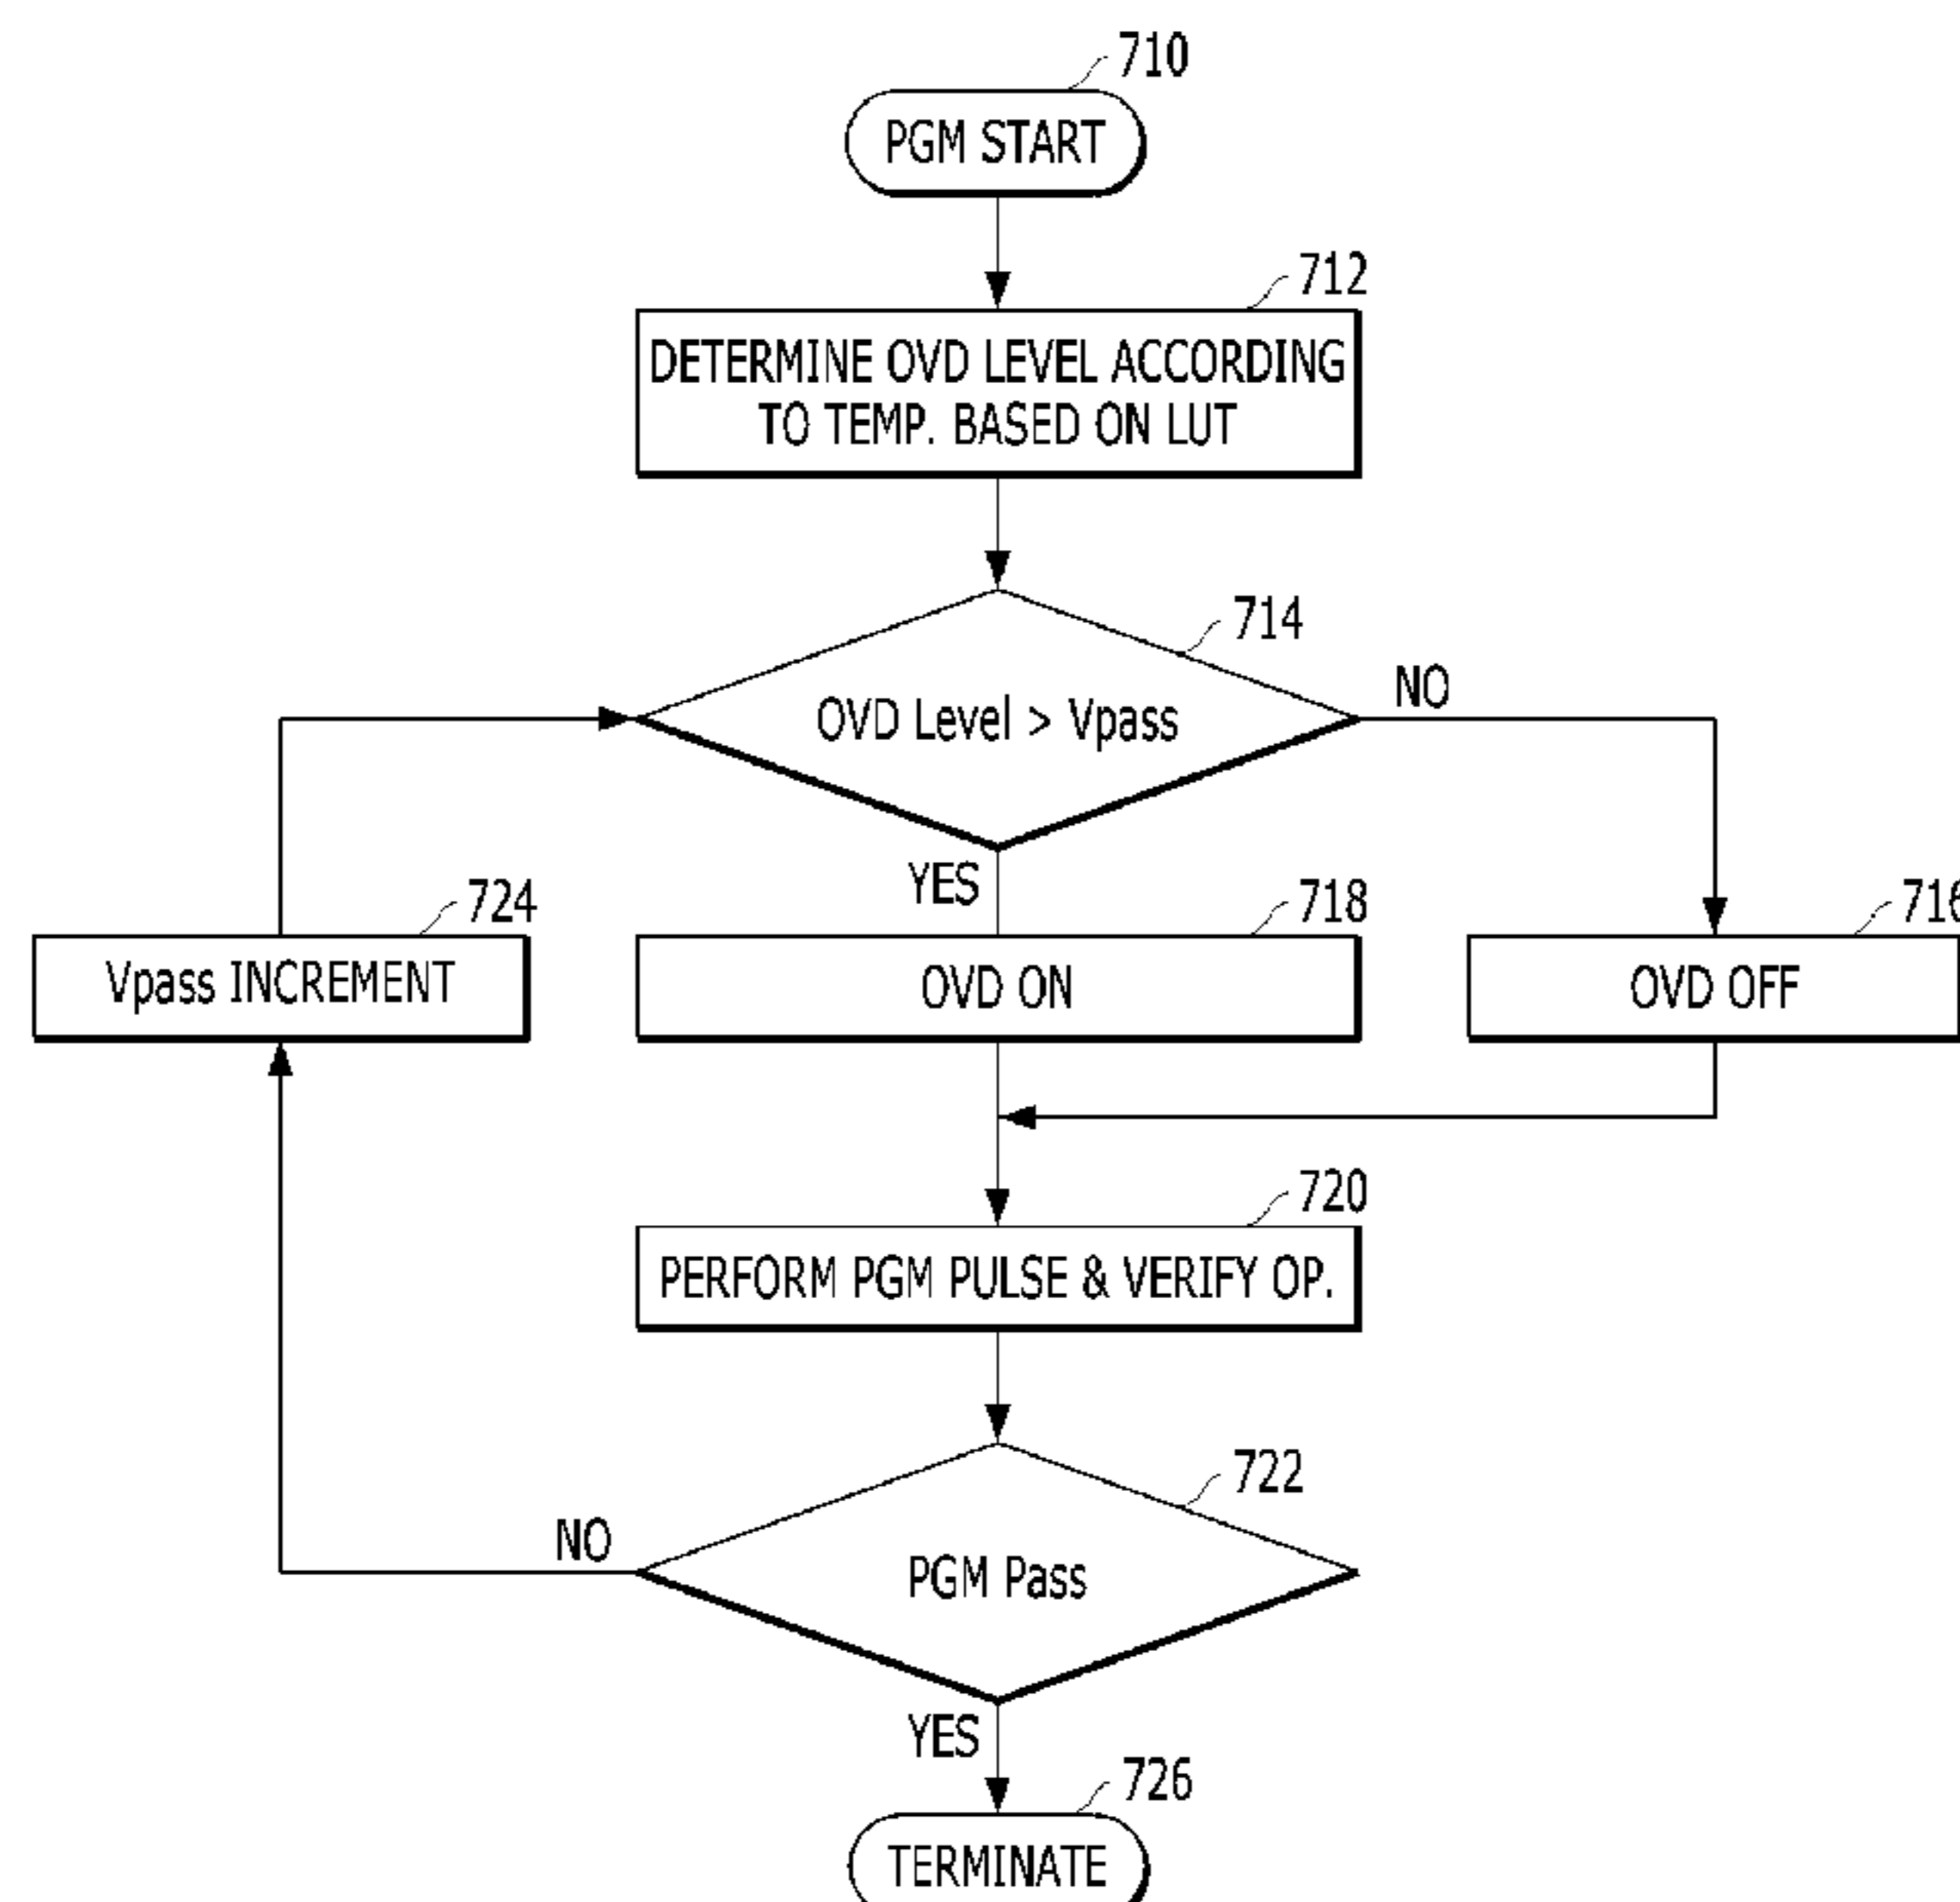 710
PGM START
712
DETERMINE OVD LEVEL ACCORDING
TO TEMP. BASED ON LUT
714
OVD Level > Vpass
NO
YES
724
Vpass INCREMENT
718
OVD ON
716
OVD OFF
720
PERFORM PGM PULSE & VERIFY OP.
722
PGM Pass
NO
YES
726
TERMINATE